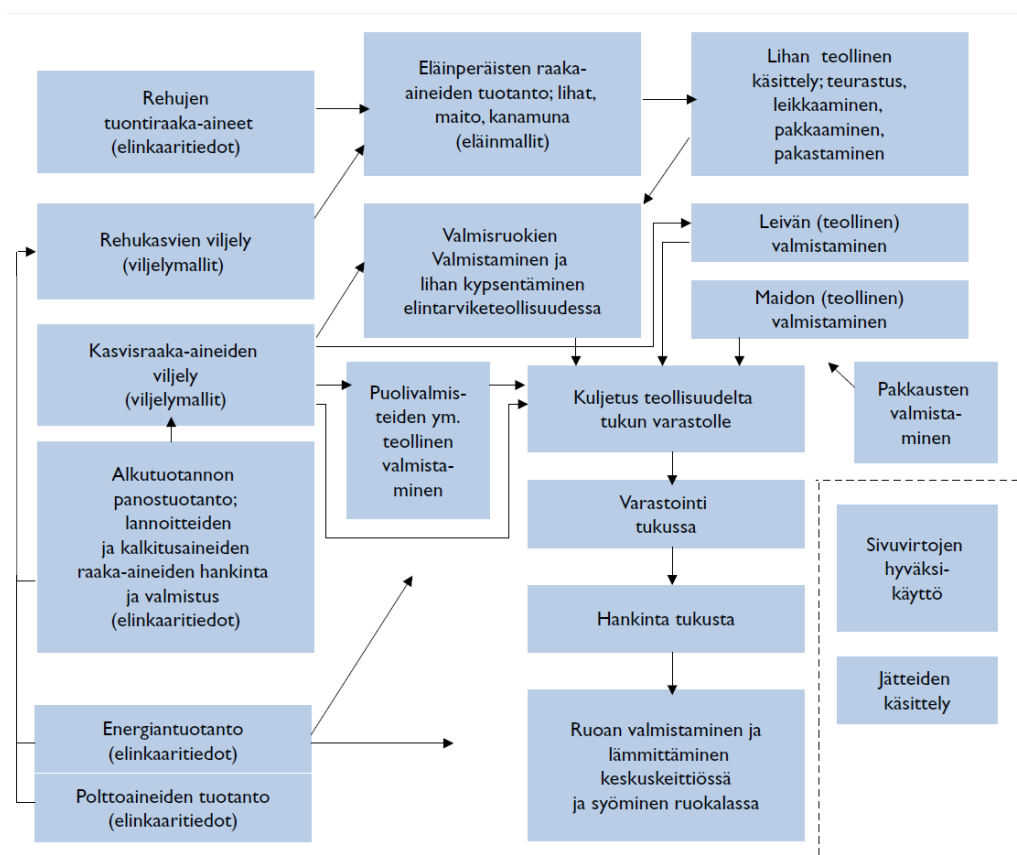 Rehujen
tuontiraaka-aineet
(elinkaaritiedot)
Eläinperäisten raaka-
aineiden tuotanto; lihat,
maito, kanamuna
(eläinmallit)
Lihan teollinen
käsittely; teurastus,
leikkaaminen,
pakkaaminen,
pakastaminen
Rehukasvien viljely
(viljelymallit)
Valmisruokien
Valmistaminen ja
lihan kypsentäminen
elintarviketeollisuudessa
Leivän (teollinen)
valmistaminen
Maidon (teollinen)
valmistaminen
Kasvisraaka-aineiden
viljely
(viljelymallit)
Puolivalmis-
teiden ym.
teollinen
valmista-
minen
Kuljetus teollisuudelta
tukun varastolle
Pakkausten
valmista-
minen
Alkutuotannon
panostuotanto;
lannoitteiden
ja kalkitusaineiden
raaka-aineiden hankinta
ja valmistus
(elinkaaritiedot)
Varastointi
tukussa
Sivuvirtojen
hyväksi-
käyttö
Hankinta tukusta
Jätteiden
käsittely
Energiantuotanto
(elinkaaritiedot)
Polttoaineiden tuotanto
(elinkaaritiedot)
Ruoan valmistaminen ja
lämmittäminen
keskuskeittiössä
ja syöminen ruokalassa